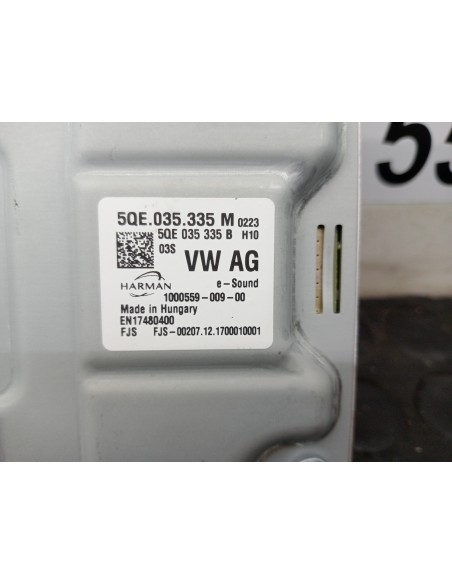 5QE.035.335 M 0223
5QE 035 335 B H10
03S VW AG
HARMAN e-Sound
1000559-009-00
Made in Hungary
EN17480400
FJS FJS-00207.12.1700010001